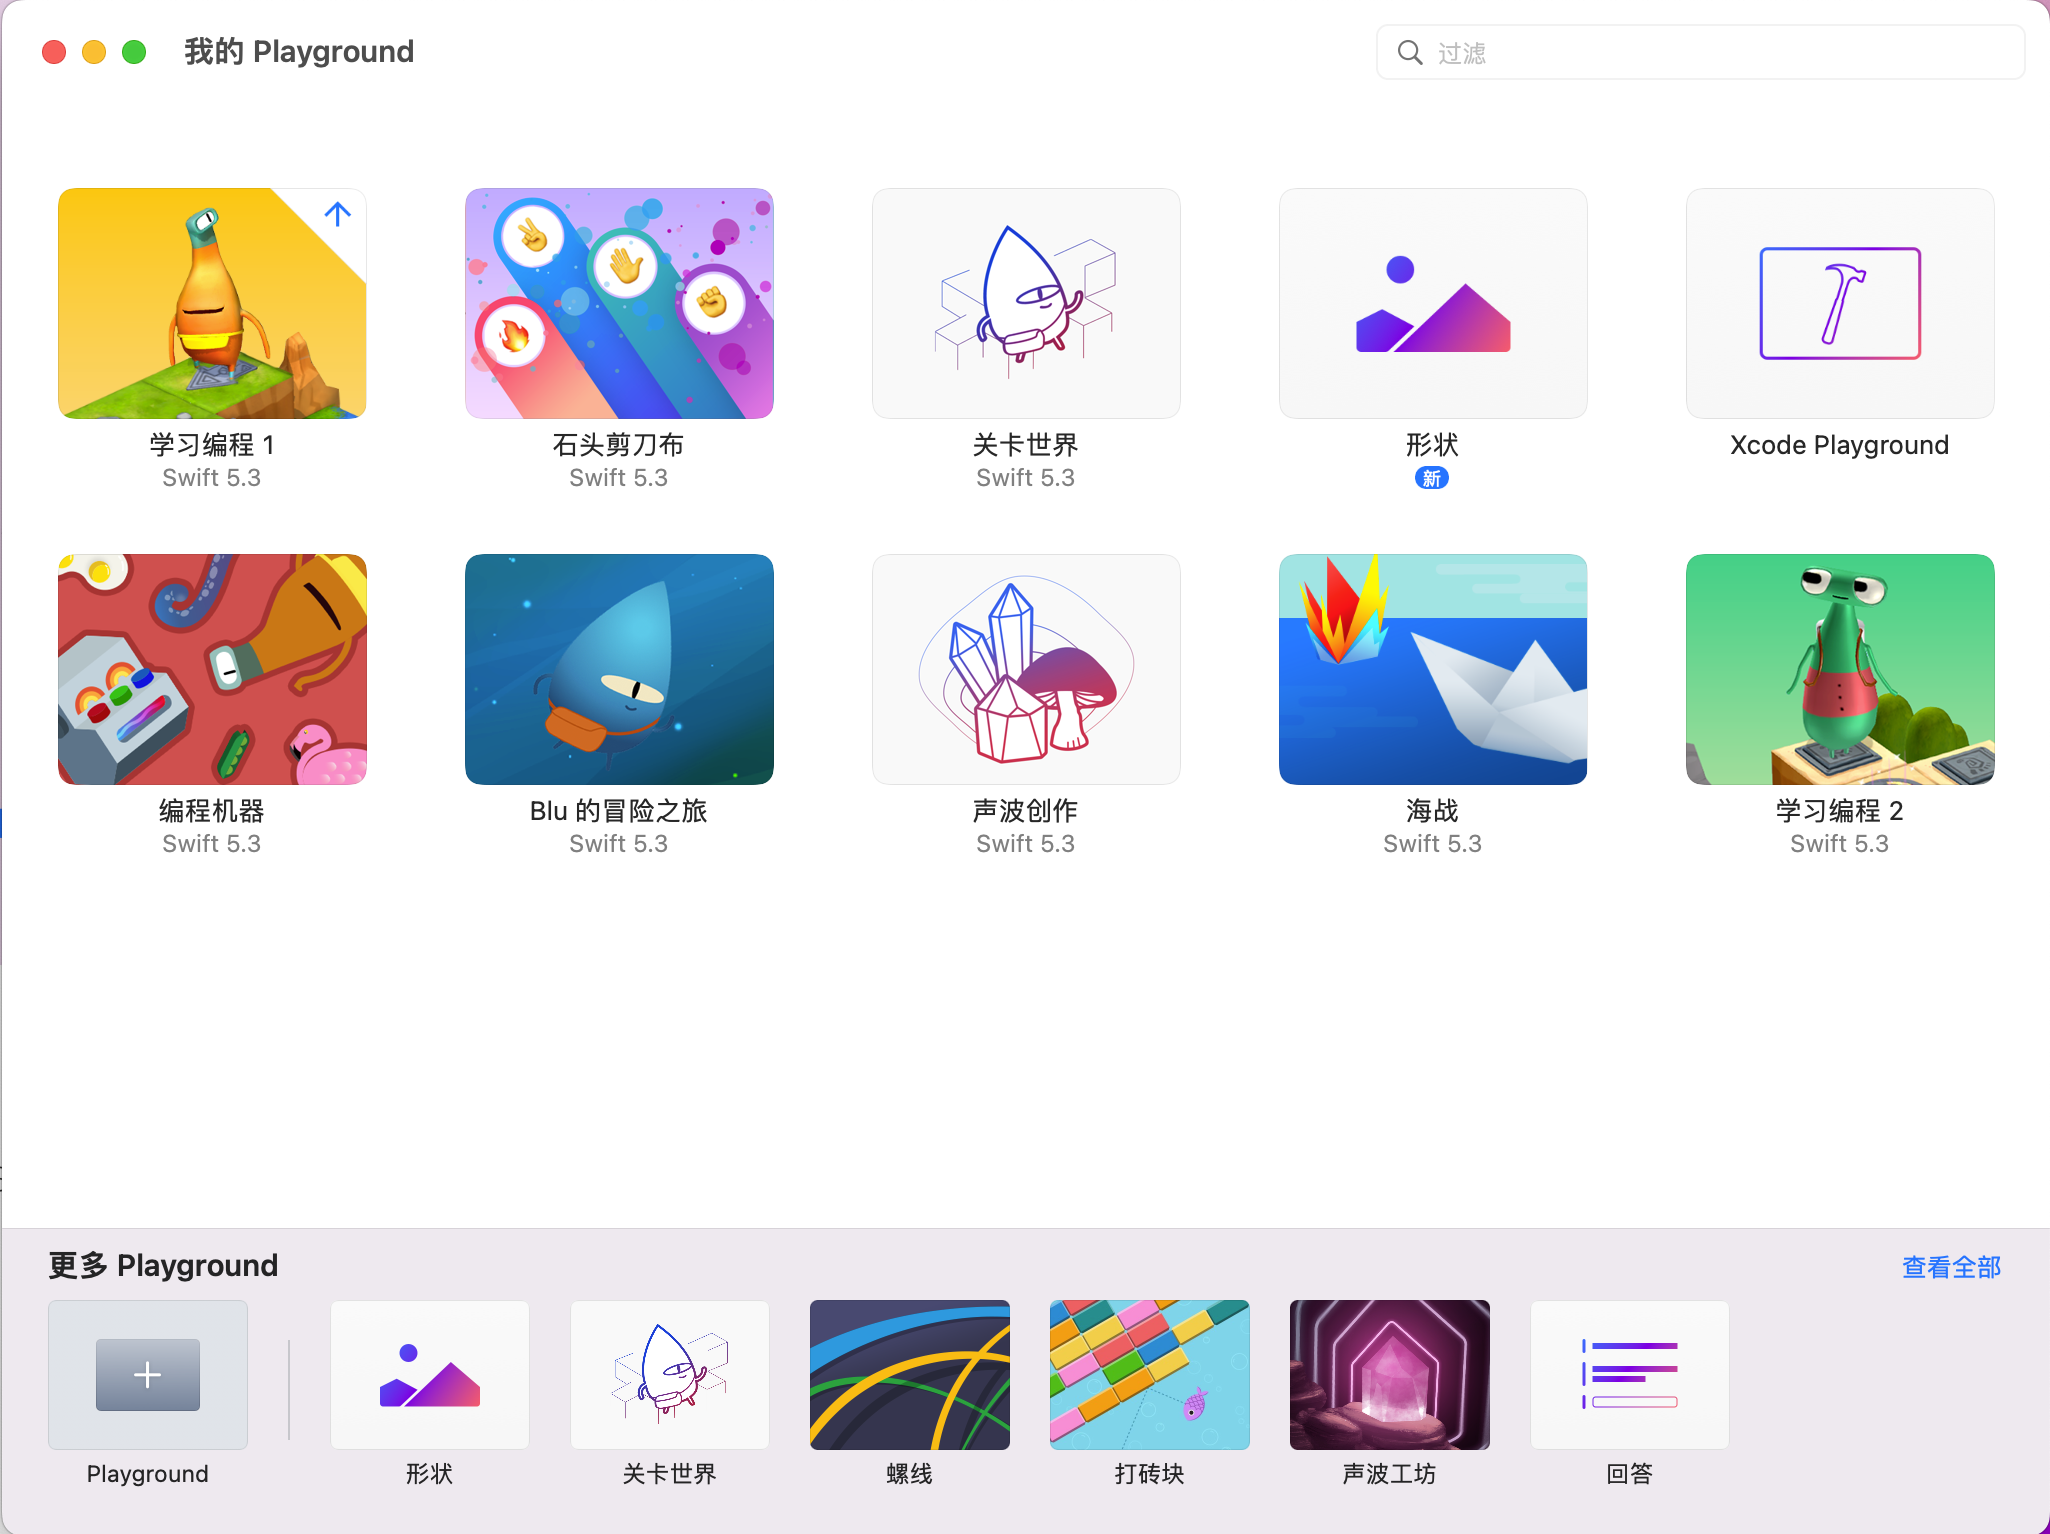 我的 Playground
过滤
学习编程 1
Swift 5.3
石头剪刀布
Swift 5.3
关卡世界
Swift 5.3
形状
新
Xcode Playground
编程机器
Swift 5.3
Blu 的冒险之旅
Swift 5.3
声波创作
Swift 5.3
海战
Swift 5.3
学习编程 2
Swift 5.3
更多 Playground
查看全部
Playground
形状
关卡世界
螺线
打砖块
声波工坊
回答